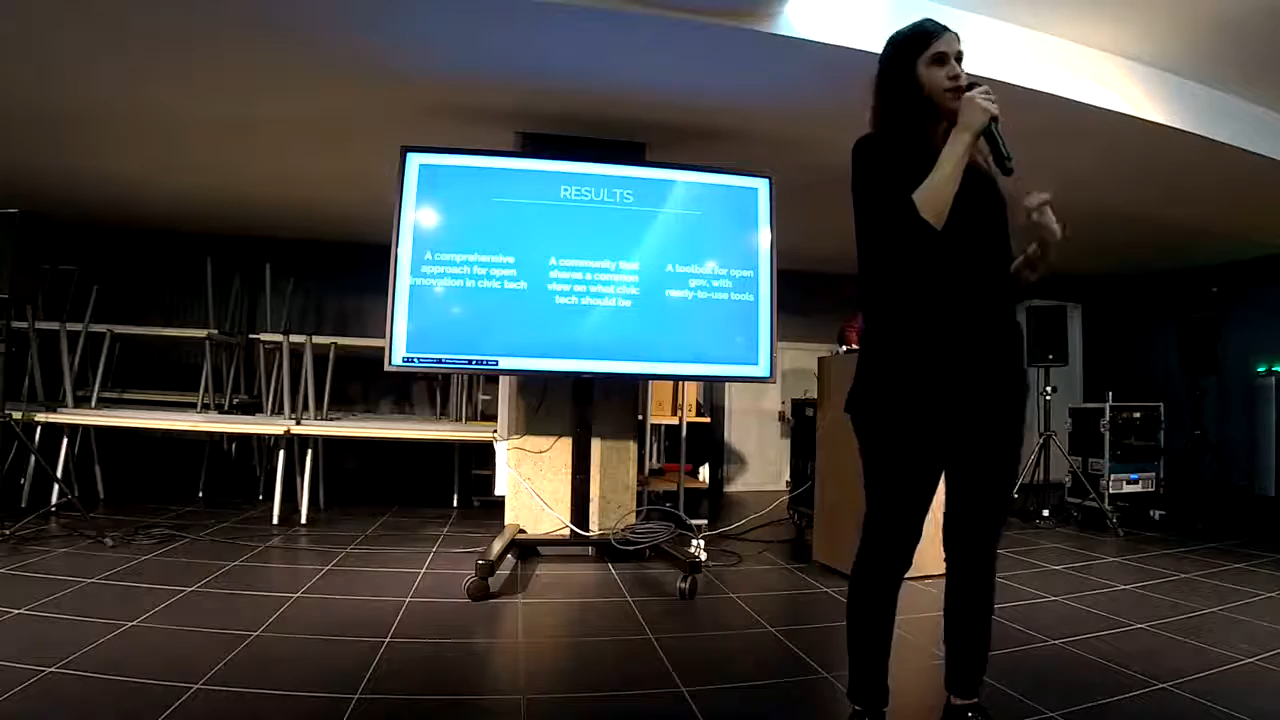 RESULTS
A comprehensive
approach for open
innovation in civic tech
A community that
shares a common
view on what civic
tech should be
A toolbox for open
gov, with
ready-to-use tools
2